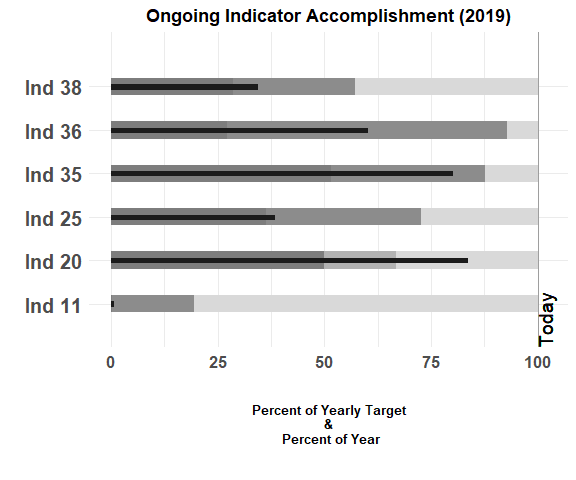 Ongoing Indicator Accomplishment (2019)
Ind 38
Ind 36
Ind 35
Ind 25
Ind 20
Ind 11
Today
0 25 50 75 100
Percent of Yearly Target
&
Percent of Year